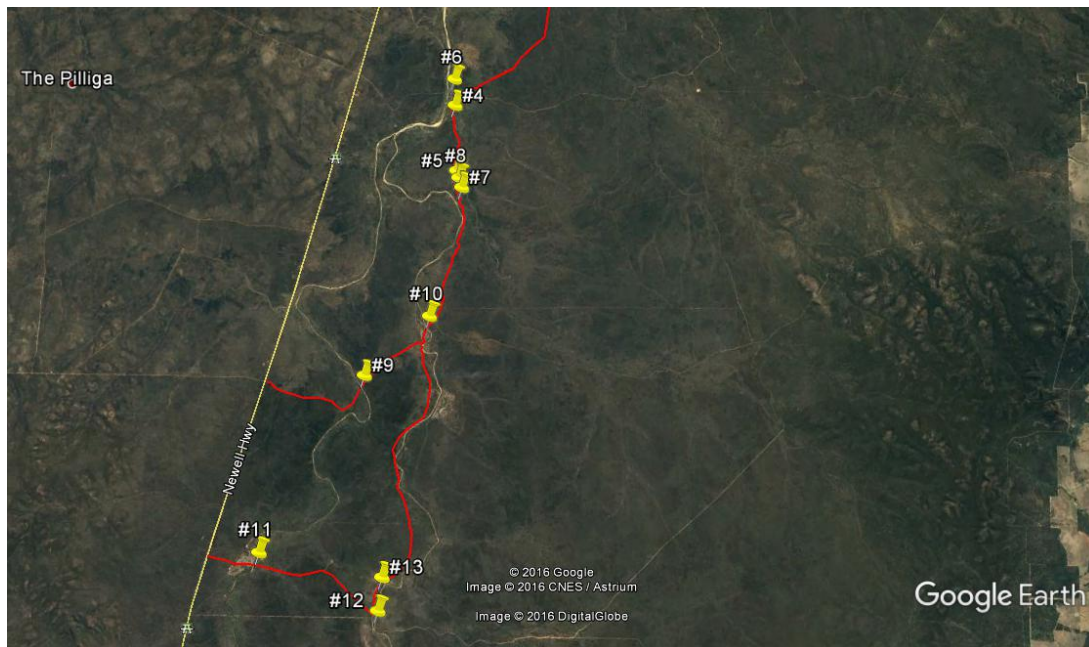 #6
The Pilliga
#4
#5 #8
#7
#10
#9
Newell Hwy
#11
#13
#12
© 2016 Google
Image © 2016 CNES / Astrium
Image © 2016 DigitalGlobe
Google Earth